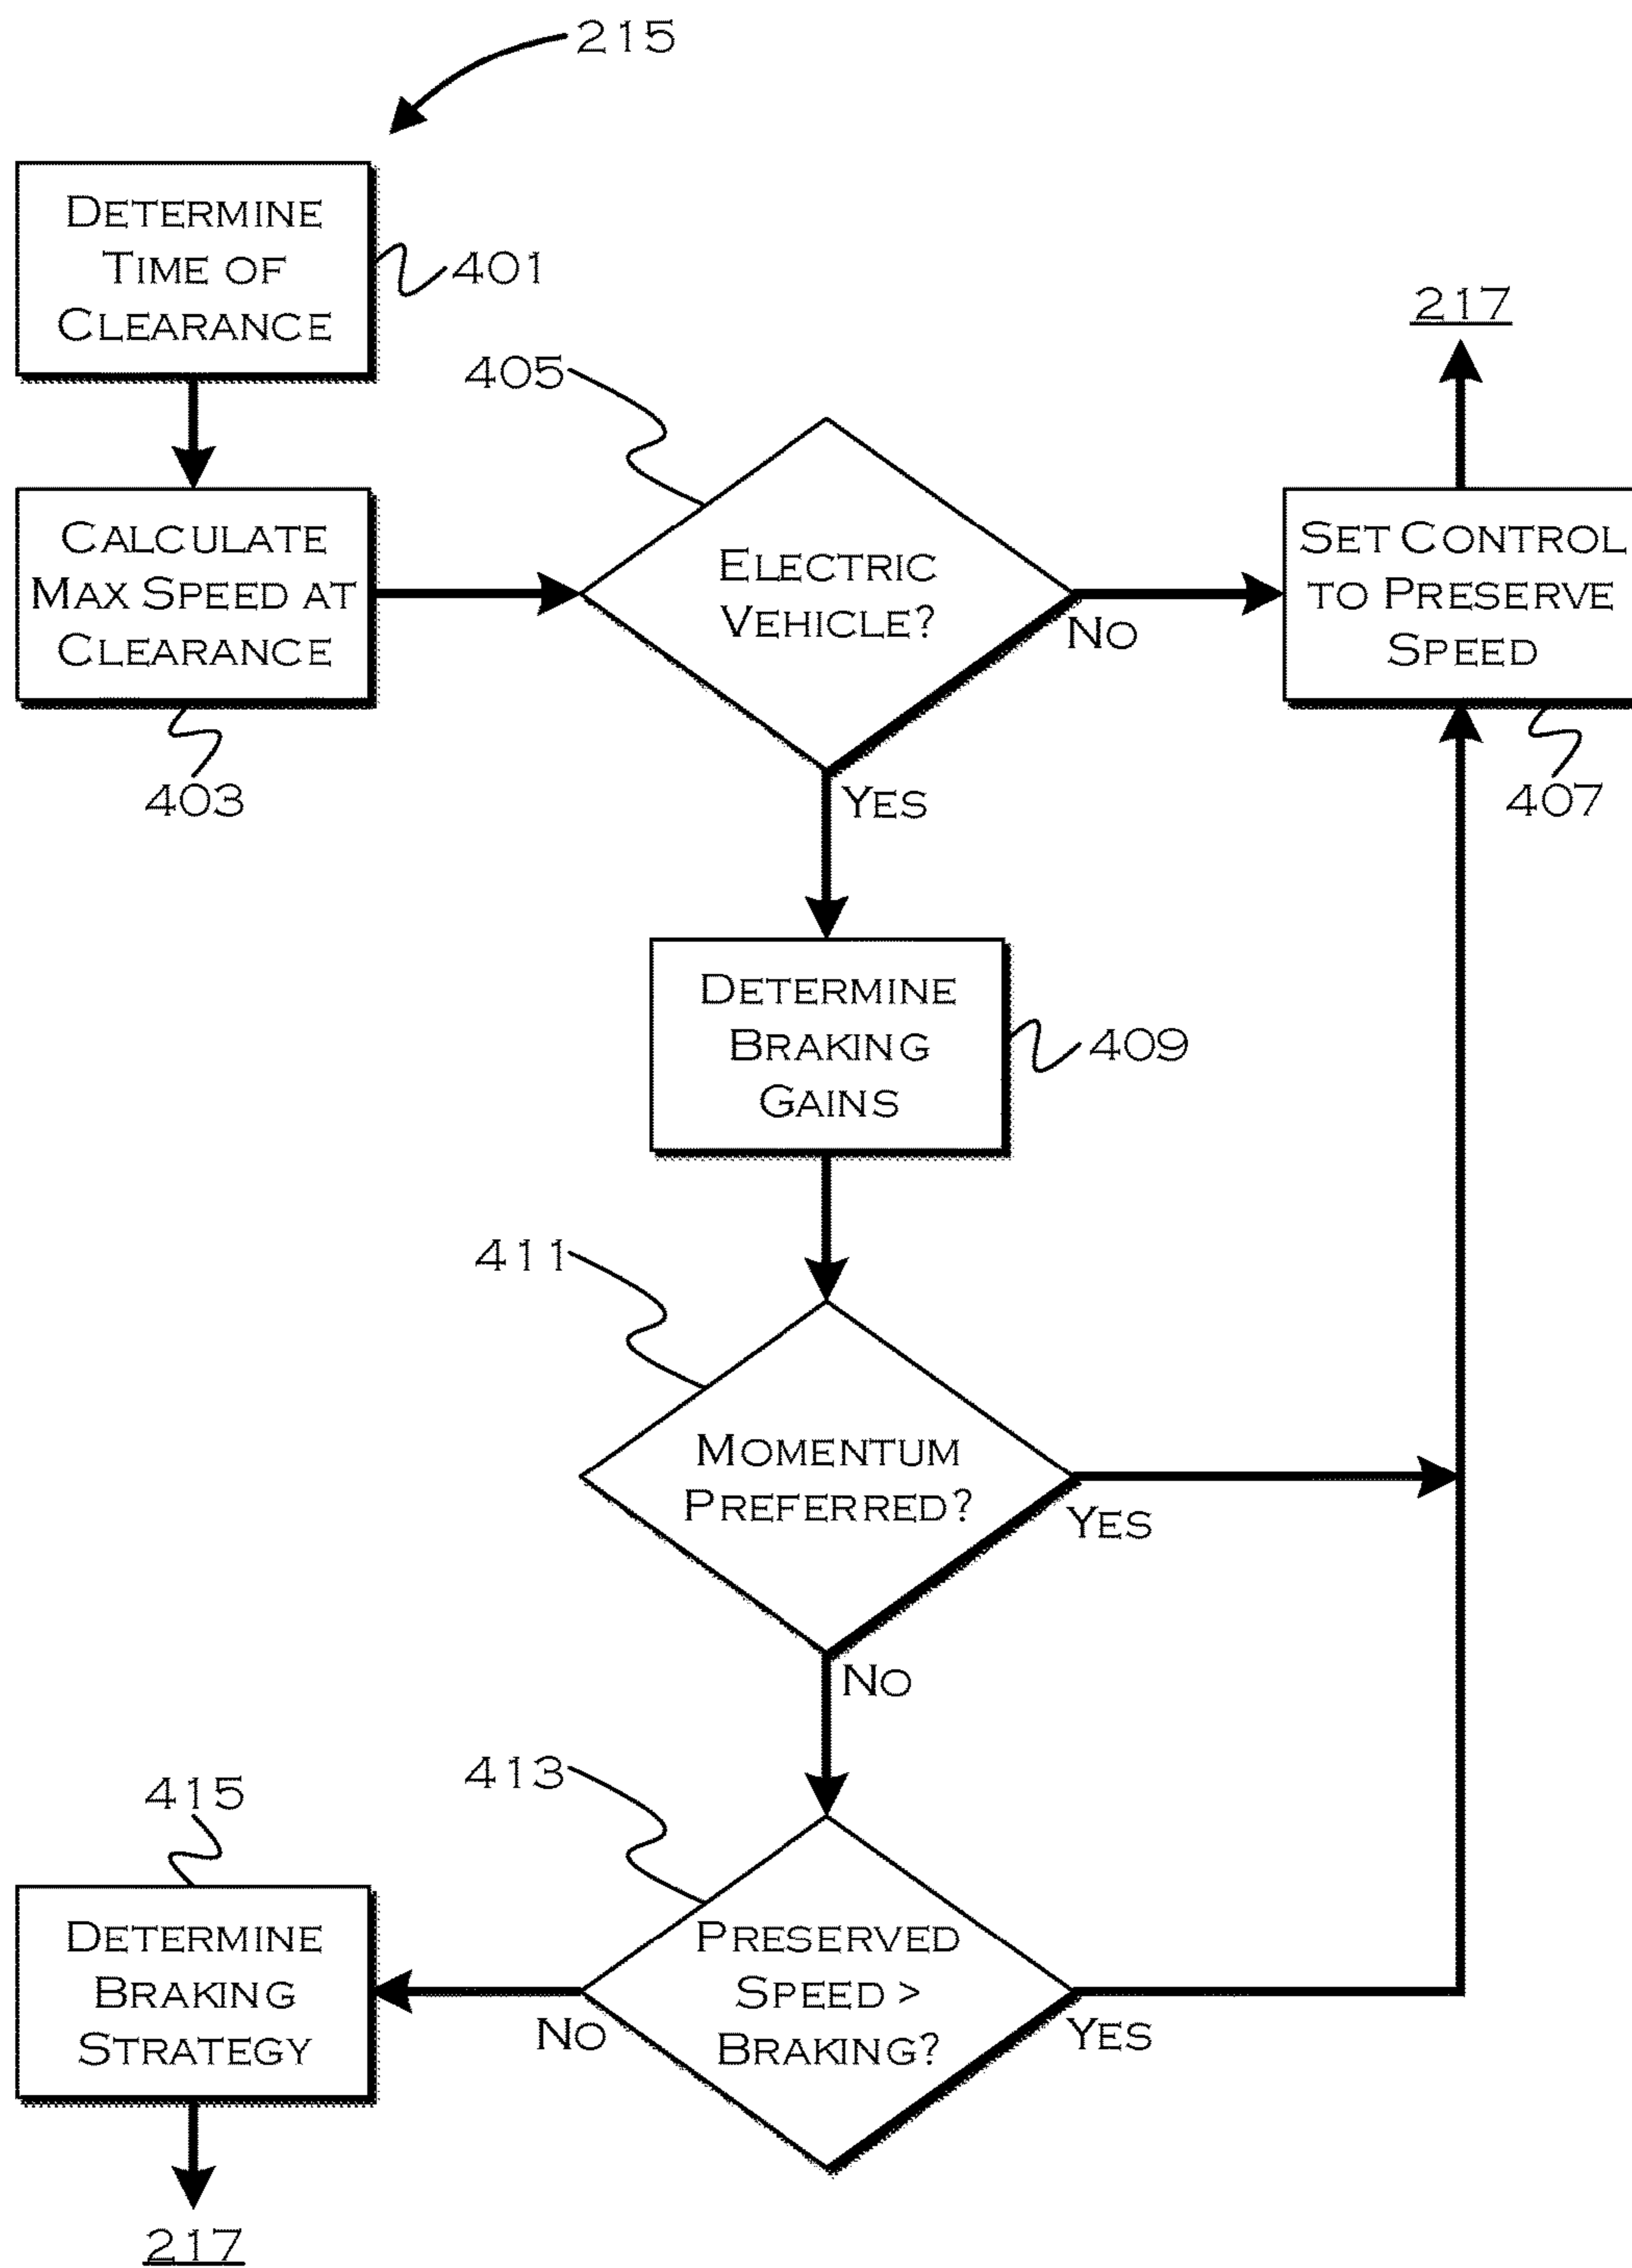 215
DETERMINE
TIME OF
CLEARANCE
401
217
405
CALCULATE
MAX SPEED AT
CLEARANCE
403
ELECTRIC
VEHICLE?
NO
YES
SET CONTROL
TO PRESERVE
SPEED
407
DETERMINE
BRAKING
GAINS
409
411
MOMENTUM
PREFERRED?
YES
NO
413
415
DETERMINE
BRAKING
STRATEGY
PRESERVED
SPEED >
BRAKING?
NO
YES
217